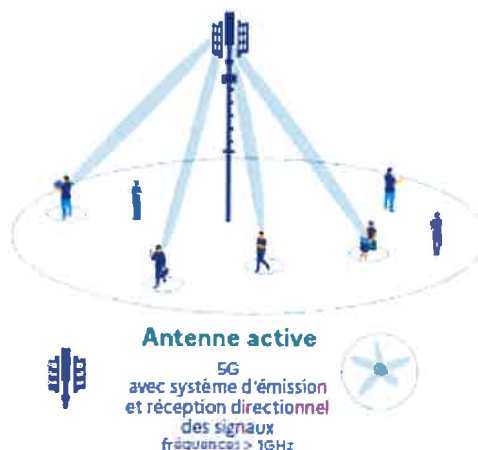 Antenne active
5G
avec système d'émission
et réception directionnel
des signaux
fréquences > 1GHz